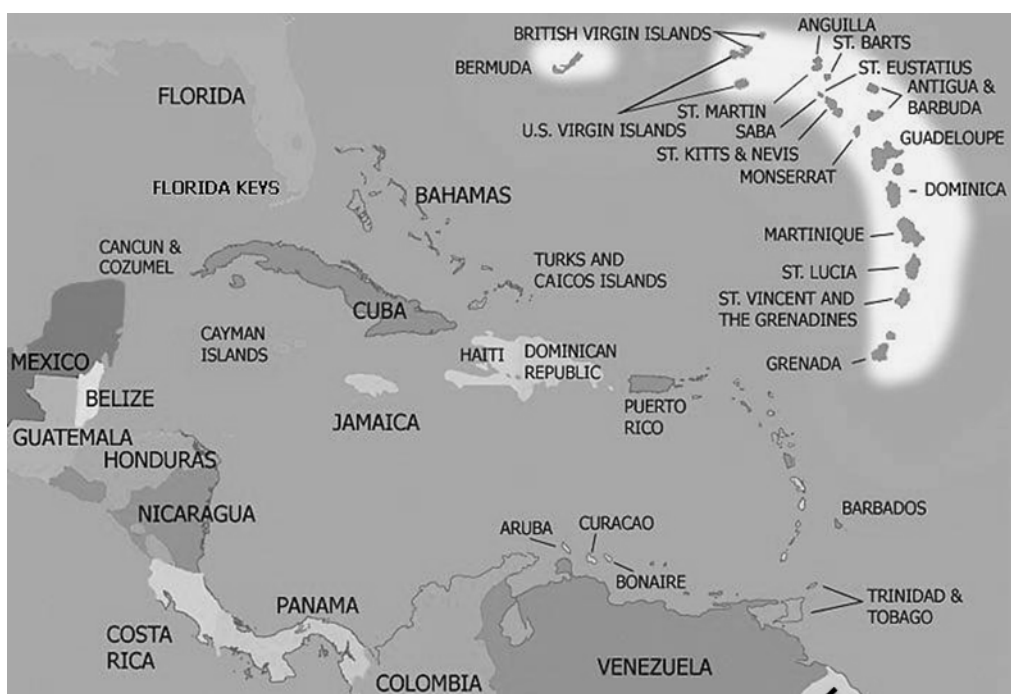 BRITISH VIRGIN ISLANDS
ANGUILLA
ST. BARTS
BERMUDA
ST. EUSTATIUS
FLORIDA
ANTIGUA &
BARBUDA
ST. MARTIN
U.S. VIRGIN ISLANDS
SABA
GUADELOUPE
ST. KITTS & NEVIS
MONSERRAT
FLORIDA KEYS
BAHAMAS
DOMINICA
MARTINIQUE
CANCUN &
COZUMEL
TURKS AND
CAICOS ISLANDS
ST. LUCIA
CUBA
ST. VINCENT AND
THE GRENADINES
CAYMAN
ISLANDS
HAITI
DOMINICAN
REPUBLIC
GRENADA
MEXICO
BELIZE
PUERTO
RICO
JAMAICA
GUATEMALA
HONDURAS
NICARAGUA
BARBADOS
ARUBA
CURACAO
BONAIRE
PANAMA
TRINIDAD &
TOBAGO
COSTA
RICA
VENEZUELA
COLOMBIA